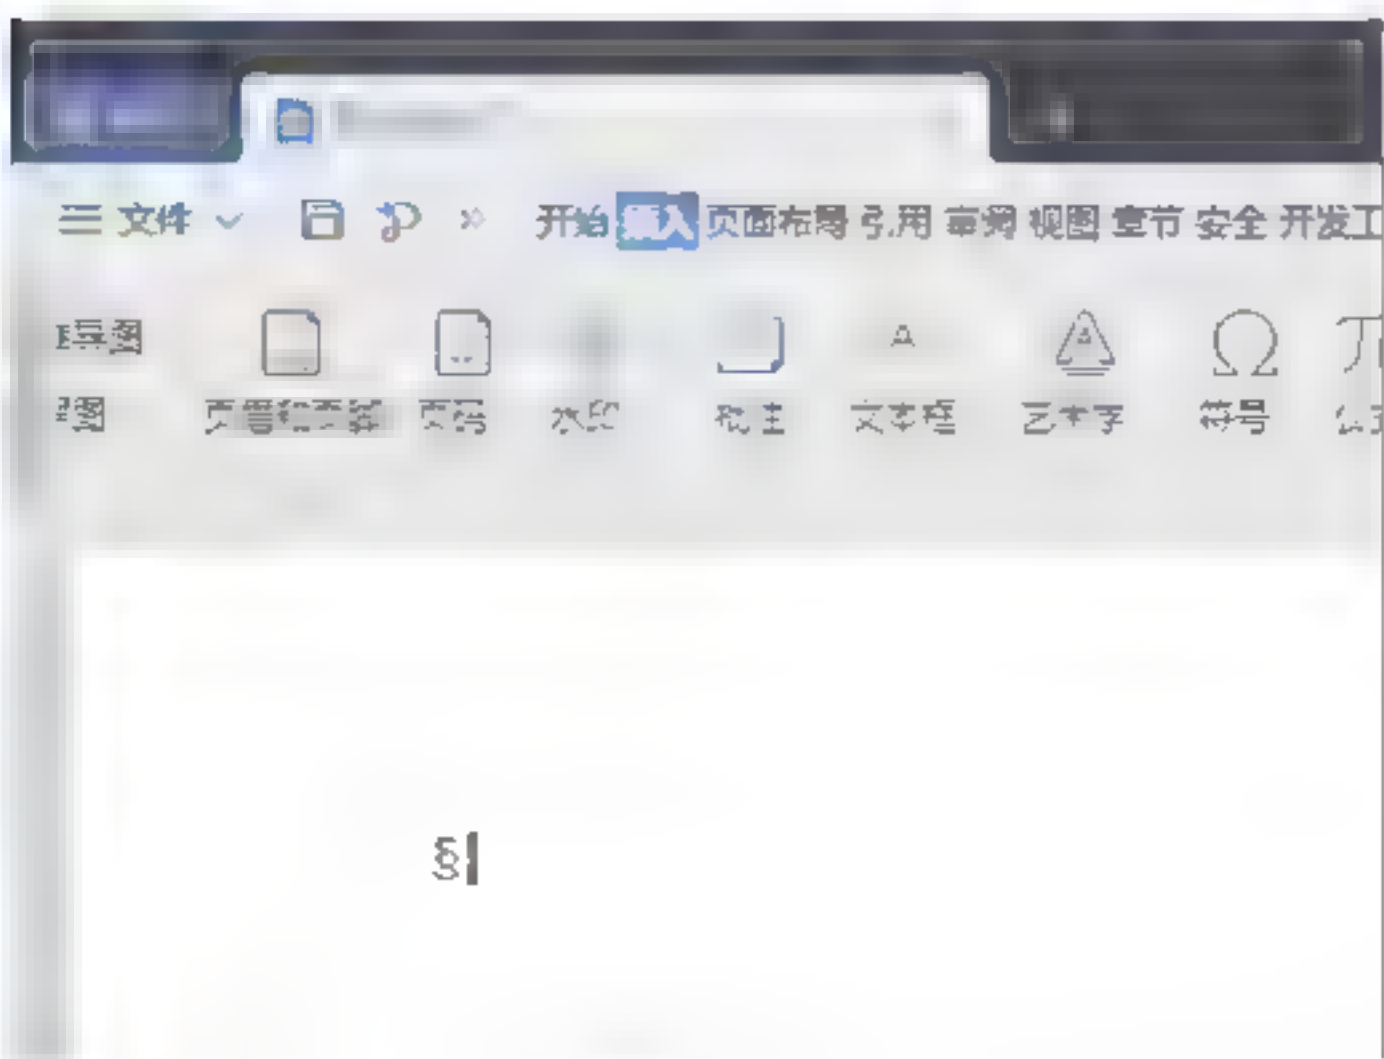 文件 开始 插入 页面布局 引用 审阅 视图 章节 安全 开发工
图
图 页眉和页脚 页码 水印 批注 文本框 艺术字 符号
§